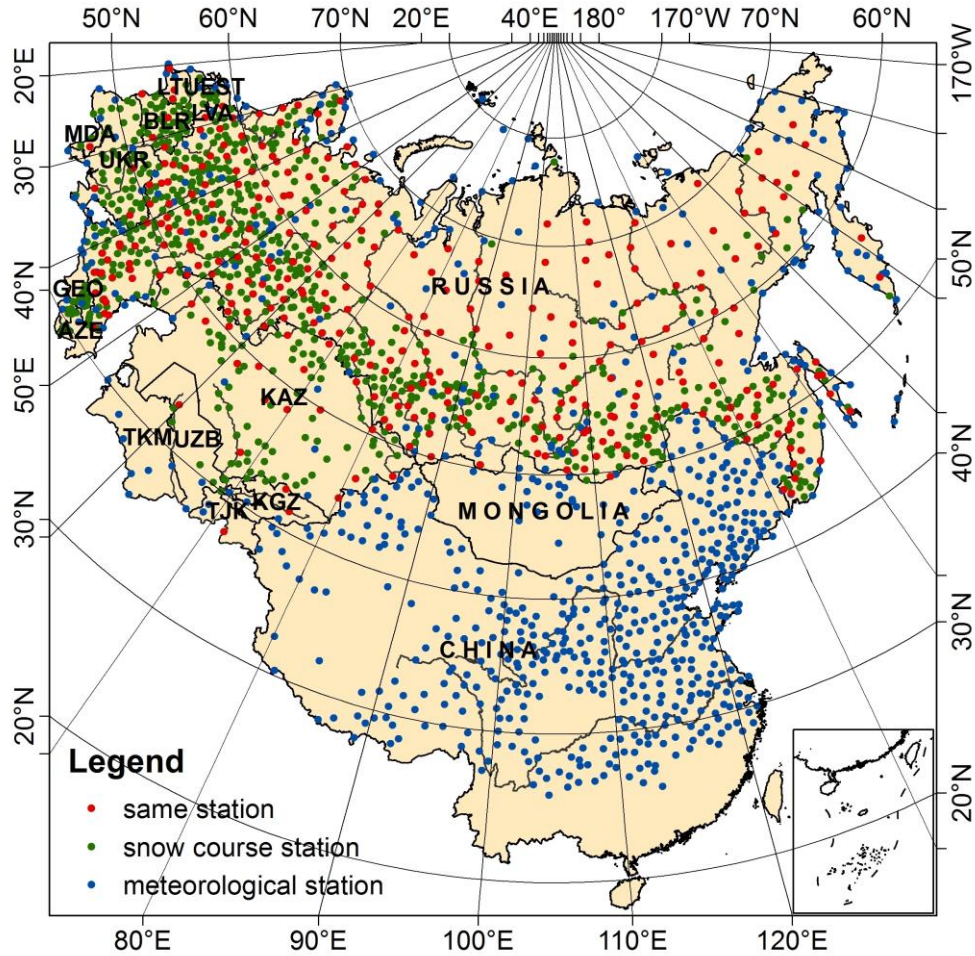 50°N 60°N 70°N 20°E 40°E 180° 170°W 70°N 60°N
20°E
30°E
40°N
40°E
50°E
30°N
20°N
170°W
50°N
40°N
30°N
20°N
LTU EST
BLR LVA
MDA
UKR
RUSSIA
GEO
AZE
KAZ
TKM UZB
KGZ
TJK
MONGOLIA
CHINA
Legend
same station
snow course station
meteorological station
80°E 90°E 100°E 110°E 120°E